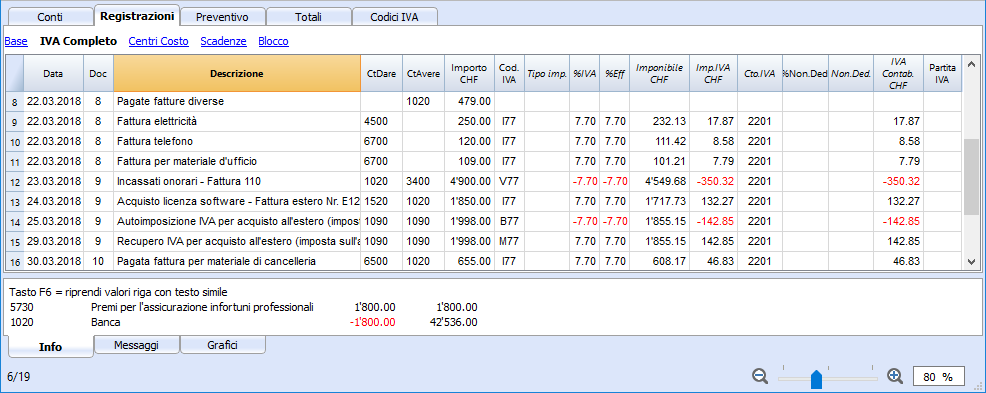 Conti Registrazioni Preventivo Totali Codici IVA
Base IVA Completo Centri Costo Scadenze Blocco
Data Doc Descrizione CtDare CtAvere Importo CHF Cod. IVA Tipo imp. %IVA %Eff Imponibile CHF Imp.IVA CHF Cto.IVA %Non.Ded Non.Ded. IVA Contab. CHF Partita IVA
8 22.03.2018 8 Pagate fatture diverse 1020 479.00
9 22.03.2018 8 Fattura elettricità 4500 250.00 I77 7.70 7.70 232.13 17.87 2201 17.87
10 22.03.2018 8 Fattura telefono 6700 120.00 I77 7.70 7.70 111.42 8.58 2201 8.58
11 22.03.2018 8 Fattura per materiale d'ufficio 6700 109.00 I77 7.70 7.70 101.21 7.79 2201 7.79
12 23.03.2018 9 Incassati onorari - Fattura 110 1020 3400 4'900.00 V77 -7.70 -7.70 4'549.68 -350.32 2201 -350.32
13 24.03.2018 9 Acquisto licenza software - Fattura estero Nr. E12 1520 1020 1'850.00 I77 7.70 7.70 1'717.73 132.27 2201 132.27
14 25.03.2018 9 Autoimposizione IVA per acquisto all'estero (impos 1090 1090 1'998.00 B77 -7.70 -7.70 1'855.15 -142.85 2201 -142.85
15 29.03.2018 9 Recupero IVA per acquisto all'estero (imposta sull'a 1090 1090 1'998.00 M77 7.70 7.70 1'855.15 142.85 2201 142.85
16 30.03.2018 10 Pagata fattura per materiale di cancelleria 6500 1020 655.00 I77 7.70 7.70 608.17 46.83 2201 46.83
Tasto F6 = riprendi valori riga con testo simile
5730 Premi per l'assicurazione infortuni professionali 1'800.00 1'800.00
1020 Banca -1'800.00 42'536.00
Info Messaggi Grafici
6/19 80 %